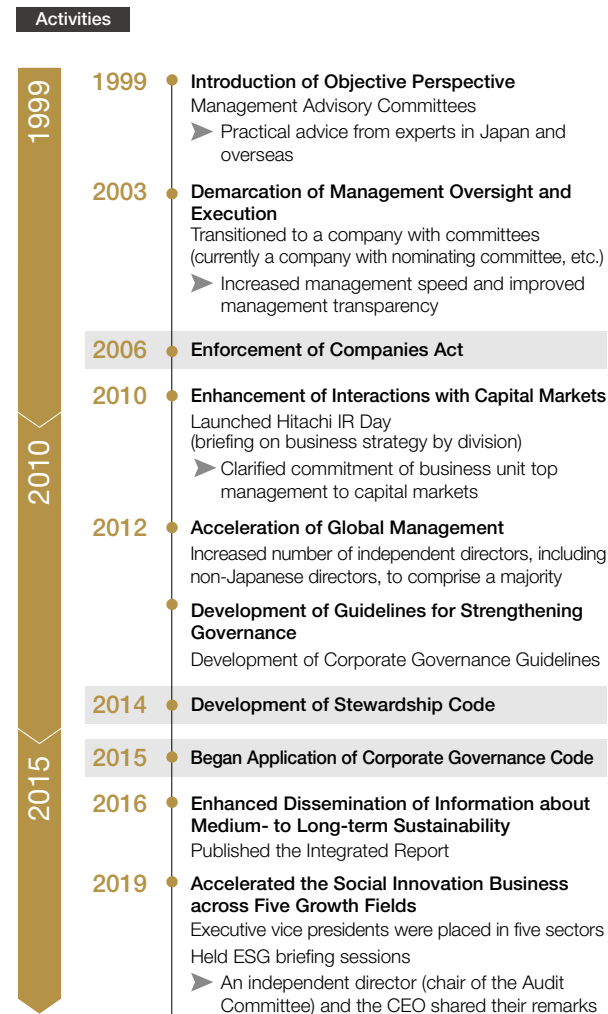 Activities
1999
1999
Introduction of Objective Perspective
Management Advisory Committees
Practical advice from experts in Japan and
overseas
2003
Demarcation of Management Oversight and
Execution
Transitioned to a company with committees
(currently a company with nominating committee, etc.)
Increased management speed and improved
management transparency
2006
Enforcement of Companies Act
2010
Enhancement of Interactions with Capital Markets
Launched Hitachi IR Day
(briefing on business strategy by division)
Clarified commitment of business unit top
management to capital markets
2010
2012
Acceleration of Global Management
Increased number of independent directors, including
non-Japanese directors, to comprise a majority
Development of Guidelines for Strengthening
Governance
Development of Corporate Governance Guidelines
2014
Development of Stewardship Code
2015
Began Application of Corporate Governance Code
2015
2016
Enhanced Dissemination of Information about
Medium- to Long-term Sustainability
Published the Integrated Report
2019
Accelerated the Social Innovation Business
across Five Growth Fields
Executive vice presidents were placed in five sectors
Held ESG briefing sessions
An independent director (chair of the Audit
Committee) and the CEO shared their remarks